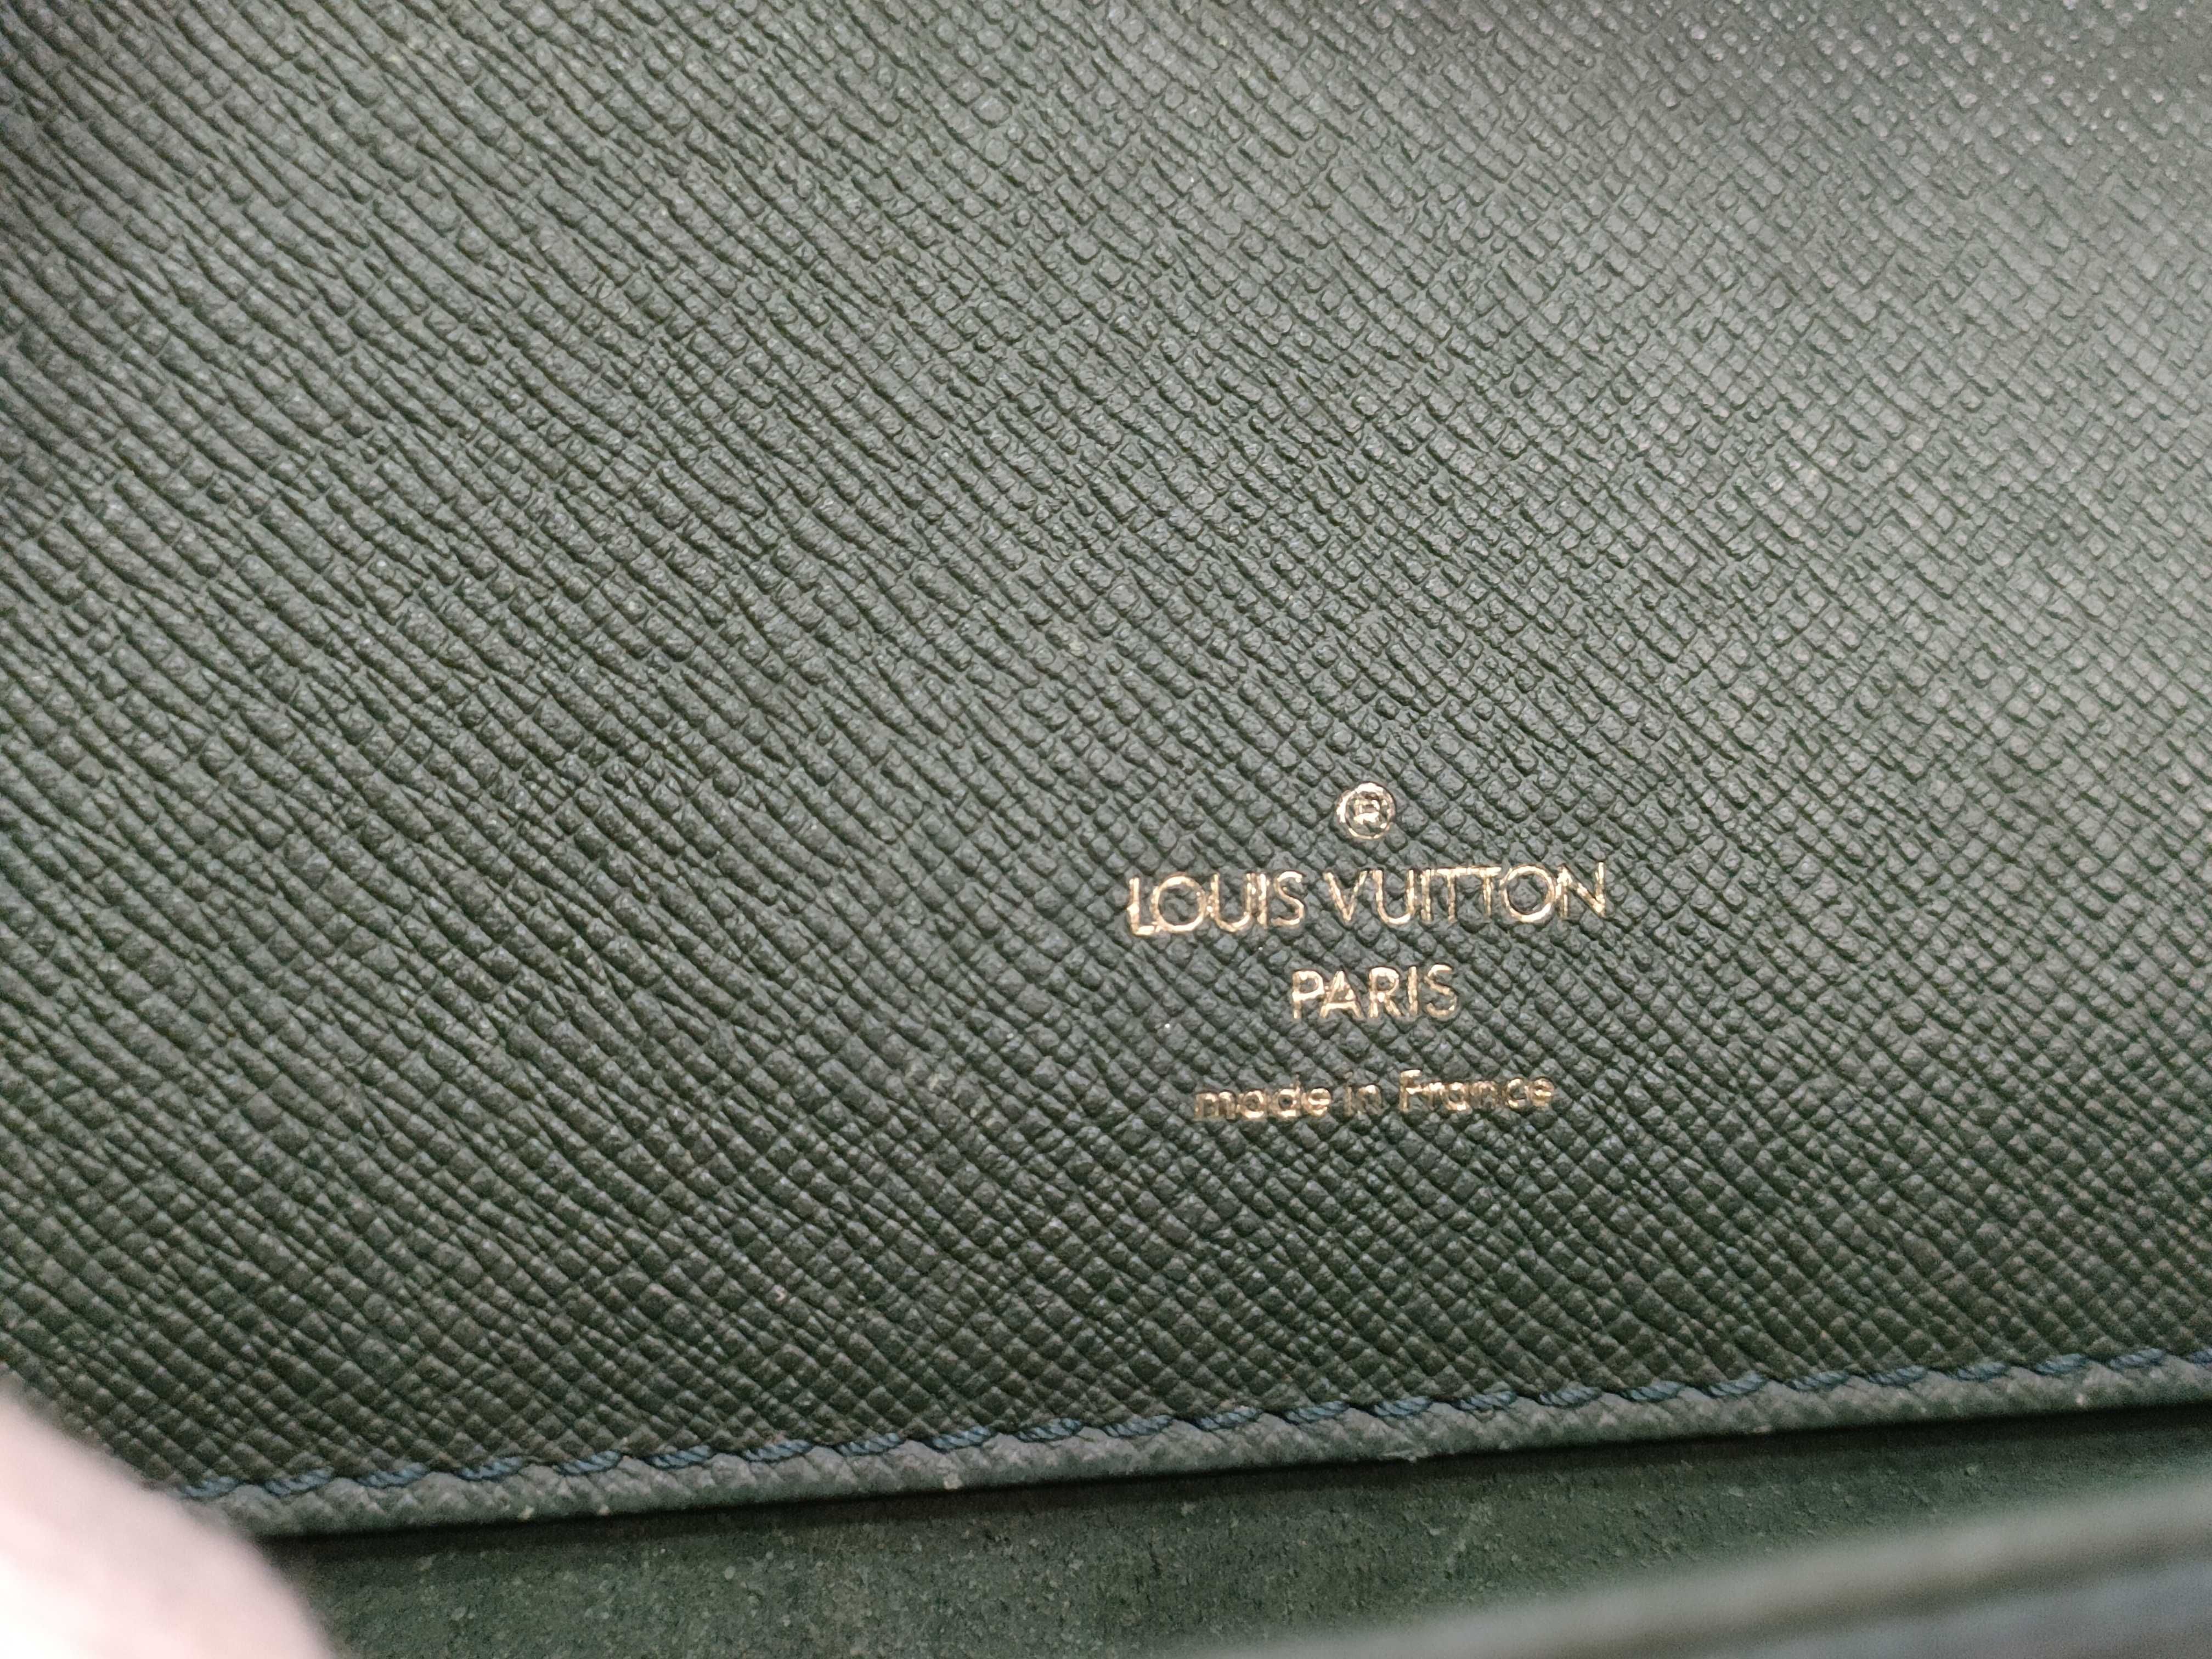 ®
LOUIS VUITTON
PARIS
made in France